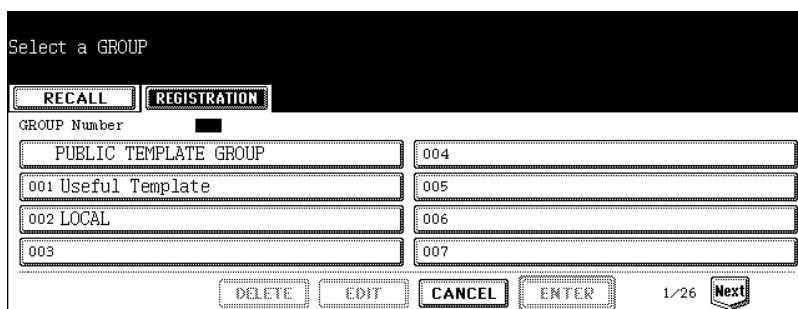 Select a GROUP
RECALL REGISTRATION
GROUP Number
PUBLIC TEMPLATE GROUP 004
001 Useful Template 005
002 LOCAL 006
003 007
DELETE EDIT CANCEL ENTER 1/26 Next